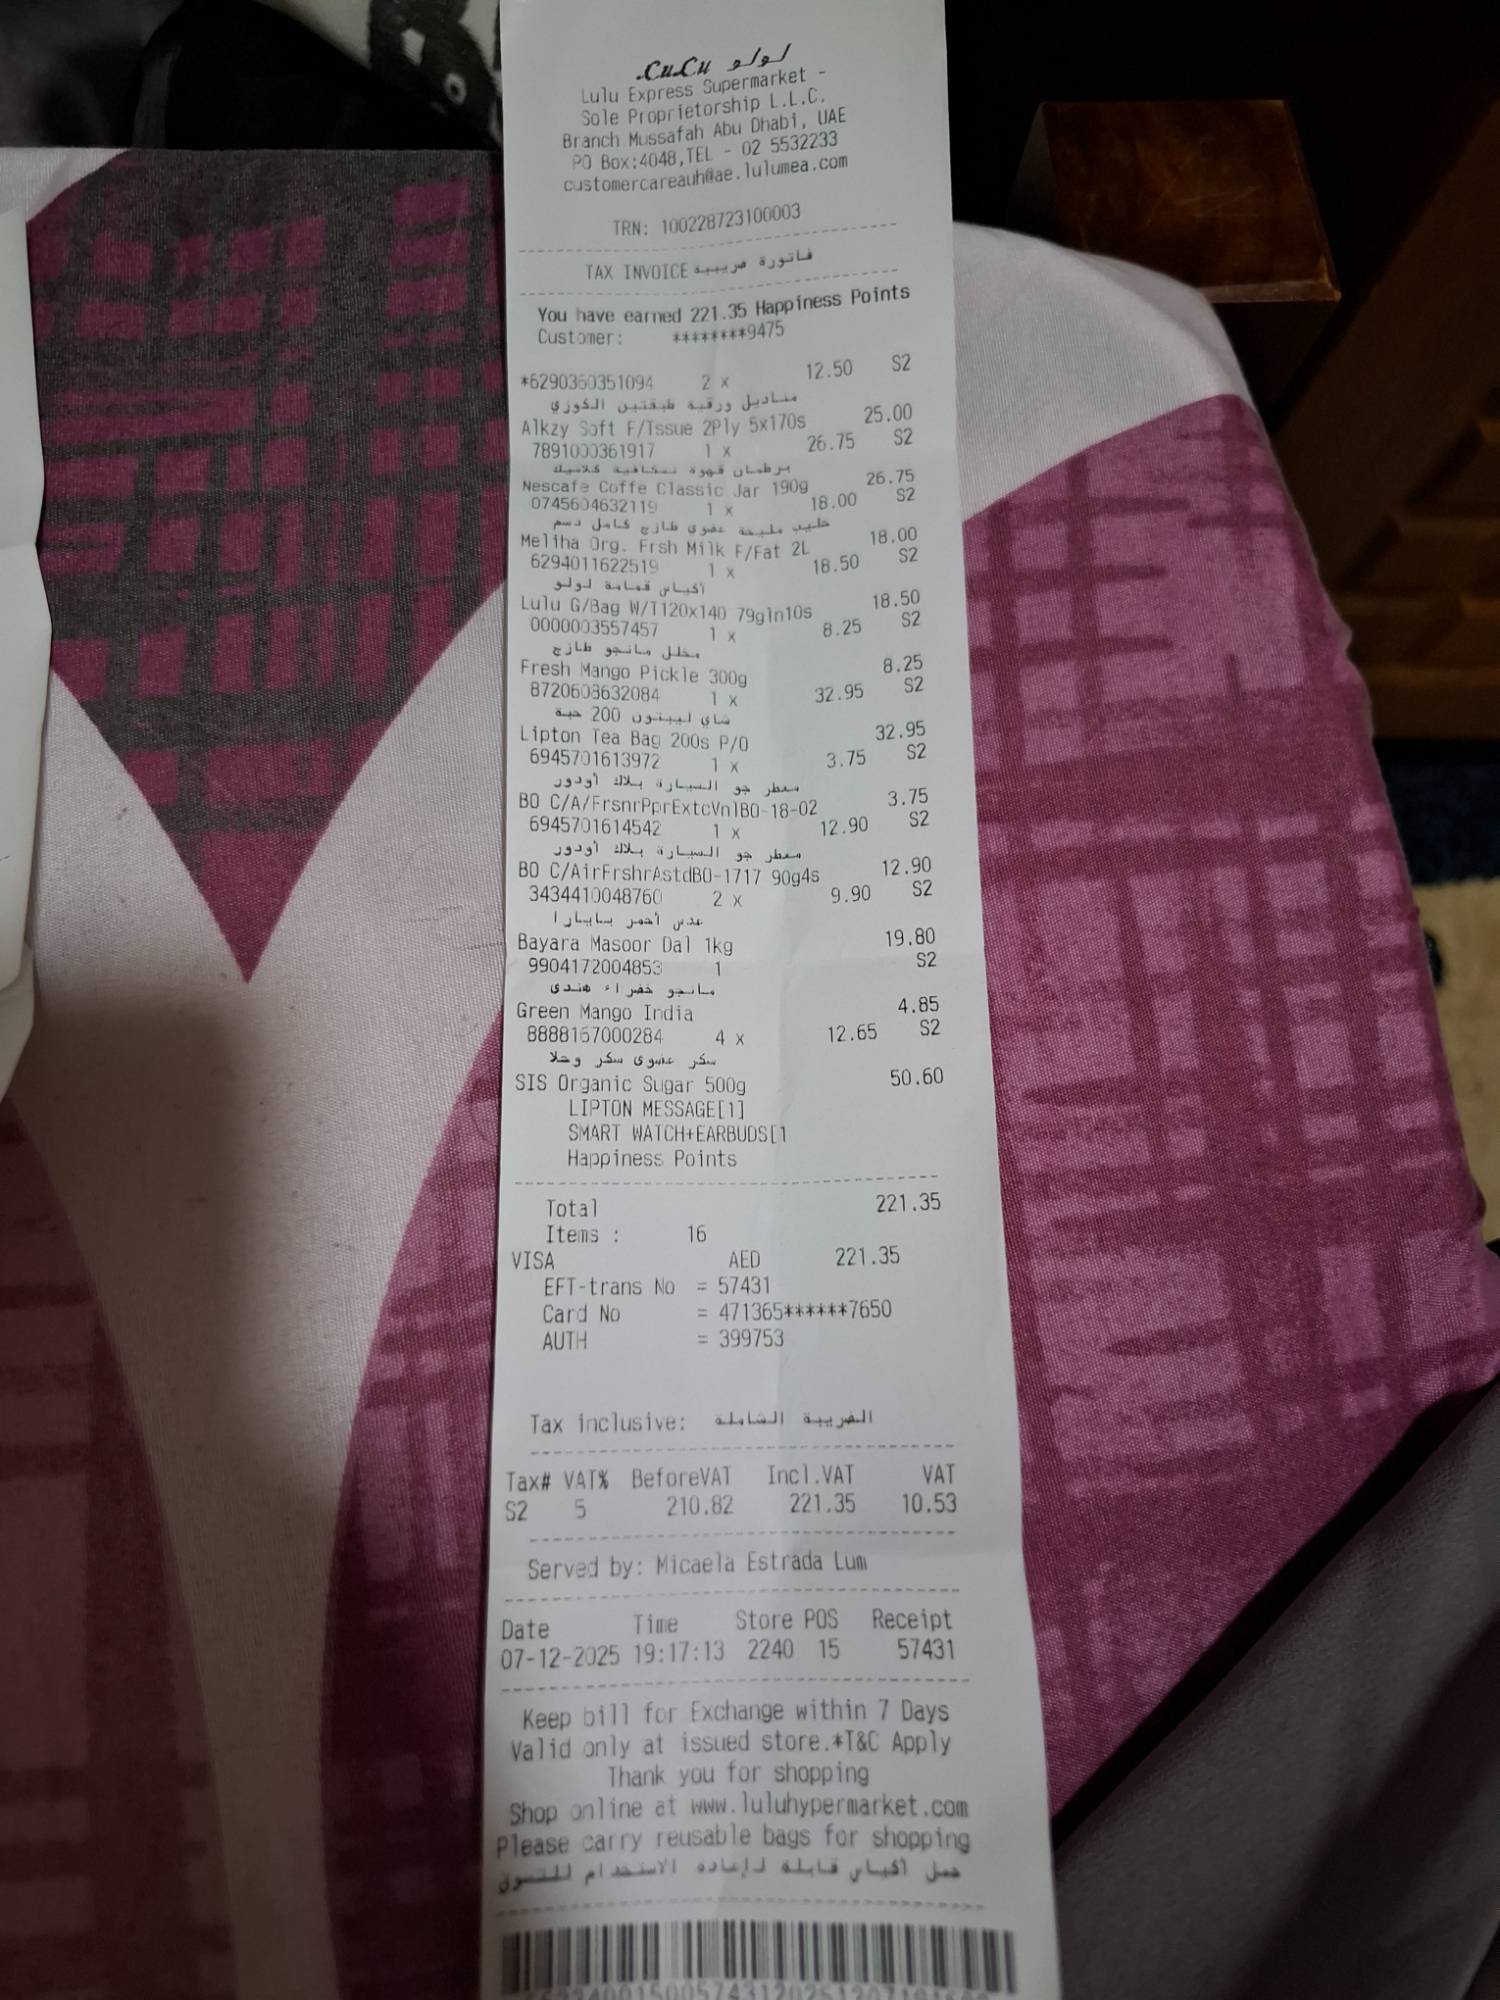 LuLu لولو
Lulu Express Supermarket -
Sole Proprietorship L.L.C.
Branch Mussafah Abu Dhabi, UAE
PO Box:4048,TEL - 02 5532233
customercareauh@ae.lulumea.com
TRN: 100228723100003
TAX INVOICE فاتورة ضريبية
You have earned 221.35 Happiness Points
Customer: ********9475
*6290360351094 2 x 12.50 S2
مناديل ورقية طبقتين الكوزي
Alkzy Soft F/Tssue 2Ply 5x170s 25.00
7891000361917 1 x 26.75 S2
برطمان قهوة نسكافيه كلاسيك
Nescafe Coffe Classic Jar 190g 26.75
0745604632119 1 x 18.00 S2
حليب مليحة عضوي طازج كامل دسم
Meliha Org. Frsh Milk F/Fat 2L 18.00
6294011622519 1 x 18.50 S2
أكياس قمامة لولو
Lulu G/Bag W/T120x140 79gln10s 18.50
0000003557457 1 x 8.25 S2
مخلل مانجو طازج
Fresh Mango Pickle 300g 8.25
8720608632084 1 x 32.95 S2
شاي ليبتون 200 حبة
Lipton Tea Bag 200s P/O 32.95
6945701613972 1 x 3.75 S2
معطر جو السيارة بلاك أودور
BO C/A/FrsnrPprExtcVnlBO-18-02 3.75
6945701614542 1 x 12.90 S2
معطر جو السيارة بلاك أودور
BO C/AirFrshrAstdBO-1717 90g4s 12.90
3434410048760 2 x 9.90 S2
عدس أحمر بايارا
Bayara Masoor Dal 1kg 19.80
9904172004853 1 S2
مانجو خضراء هندى
Green Mango India 4.85
8888167000284 4 x 12.65 S2
سكر عضوى سكر وحلا
SIS Organic Sugar 500g 50.60
LIPTON MESSAGE[1]
SMART WATCH+EARBUDS[1
Happiness Points
Total 221.35
Items : 16
VISA AED 221.35
EFT-trans No = 57431
Card No = 471365******7650
AUTH = 399753
Tax inclusive: الضريبة الشاملة
Tax# VAT% BeforeVAT Incl.VAT VAT
S2 5 210.82 221.35 10.53
Served by: Micaela Estrada Lum
Date Time Store POS Receipt
07-12-2025 19:17:13 2240 15 57431
Keep bill for Exchange within 7 Days
Valid only at issued store.*T&C Apply
Thank you for shopping
Shop online at www.luluhypermarket.com
Please carry reusable bags for shopping
حمل أكياس قابلة لإعادة الاستخدام للتسوق